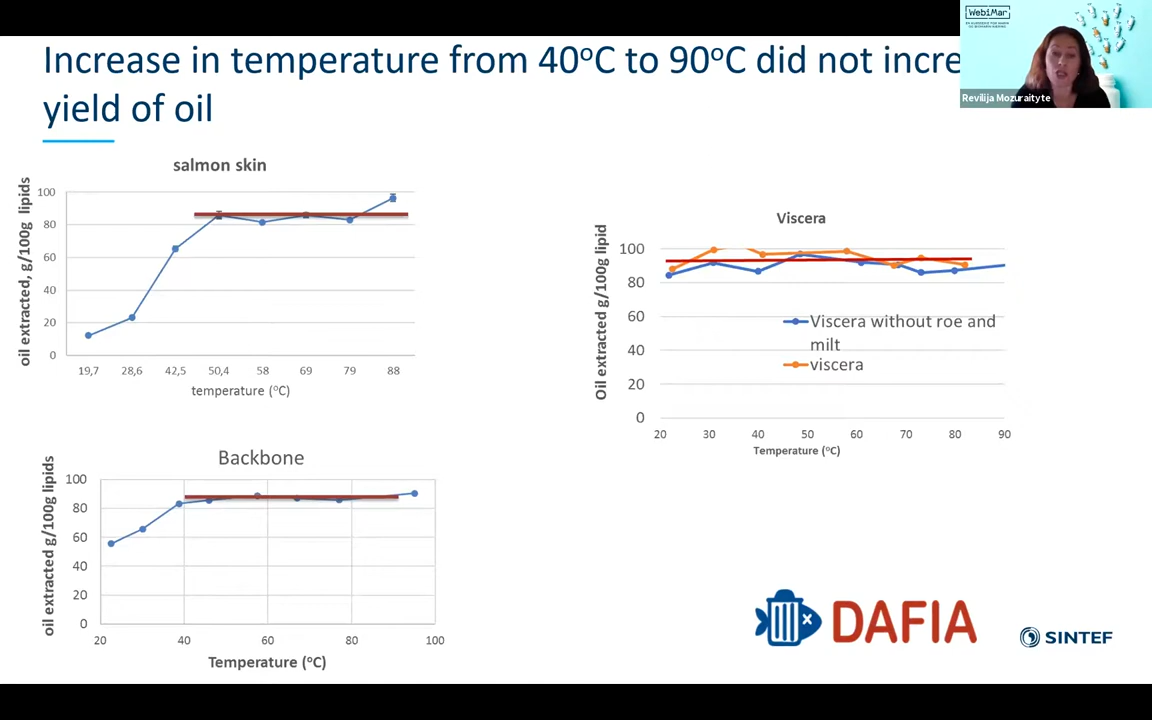 WebiMar
Increase in temperature from 40oC to 90oC did not incre
yield of oil
Revilija Mozuraityte
salmon skin
oil extracted, g/100g lipids
100
80
60
40
20
0
19,7 28,6 42,5 50,4 58 69 79 88
temperature (oC)
Viscera
Oil extracted g/100g lipid
100
80
60
40
20
0
Viscera without roe and
milt
viscera
20 30 40 50 60 70 80 90
Temperature (oC)
Backbone
oil extracted g/100g lipids
100
80
60
40
20
0
20 40 60 80 100
Temperature (oC)
DAFIA
SINTEF